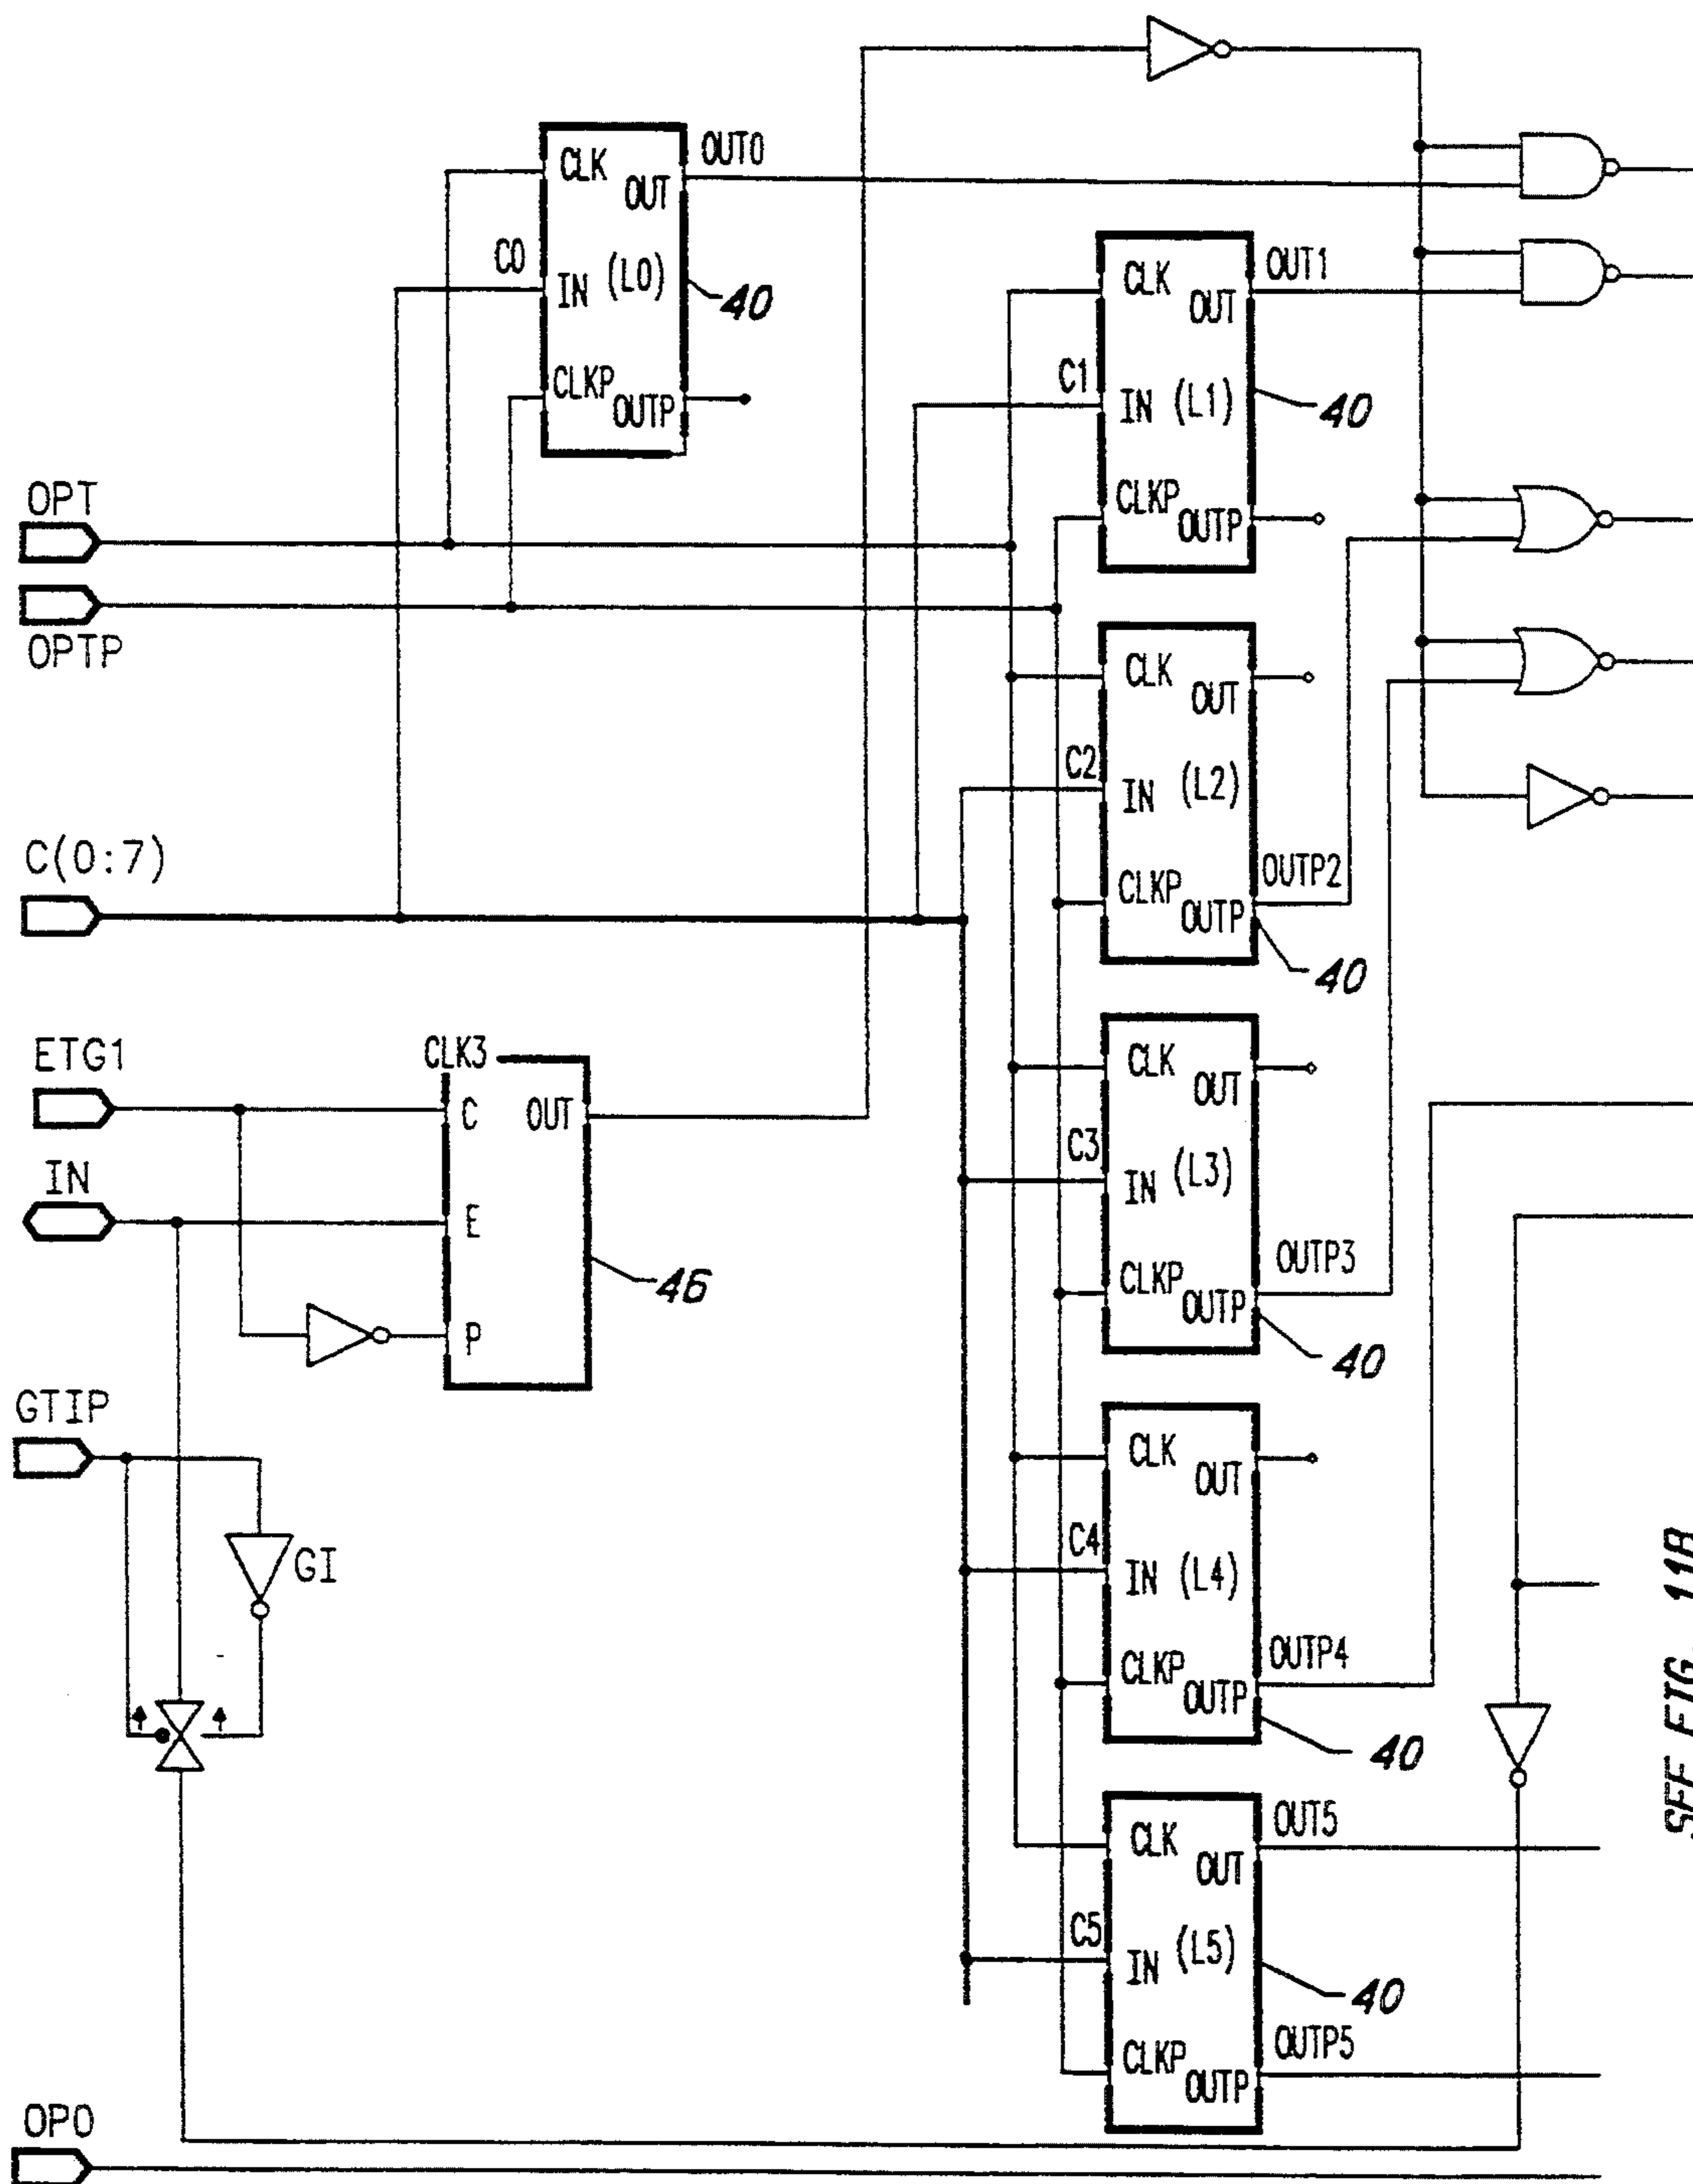 CLK
OUT
OUT0
C0
IN (L0)
40
CLKP
OUTP
CLK
OUT
OUT1
C1
IN (L1)
40
CLKP
OUTP
OPT
OPTP
CLK
OUT
C2
IN (L2)
CLKP
OUTP
OUTP2
40
C(0:7)
ETG1
IN
CLK3
C
OUT
E
P
46
CLK
OUT
C3
IN (L3)
CLKP
OUTP
OUTP3
40
GTIP
GI
CLK
OUT
C4
IN (L4)
CLKP
OUTP
OUTP4
40
CLK
OUT
OUT5
C5
IN (L5)
40
CLKP
OUTP
OUTP5
OP0
SEE FIG. 11B